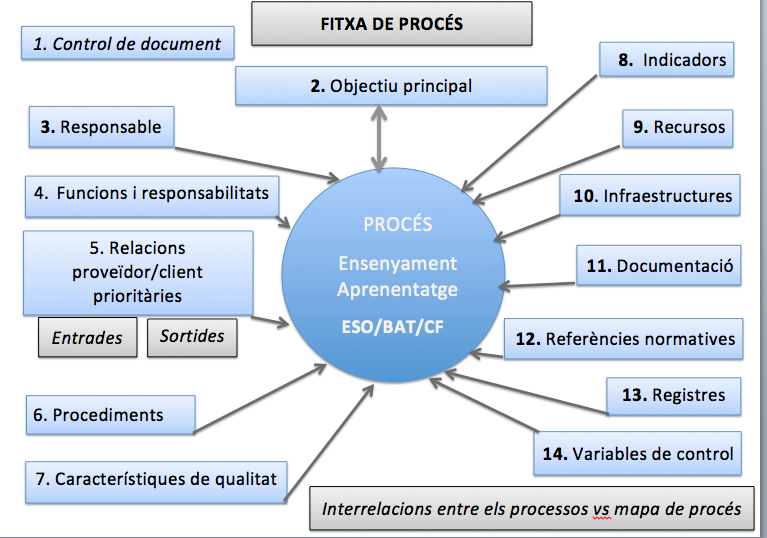 FITXA DE PROCÉS
1. Control de document
2. Objectiu principal
3. Responsable
4. Funcions i responsabilitats
5. Relacions
proveïdor/client
prioritàries
Entrades
Sortides
6. Procediments
7. Característiques de qualitat
PROCÉS
Ensenyament
Aprenentatge
ESO/BAT/CF
8. Indicadors
9. Recursos
10. Infraestructures
11. Documentació
12. Referències normatives
13. Registres
14. Variables de control
Interrelacions entre els processos vs mapa de procés